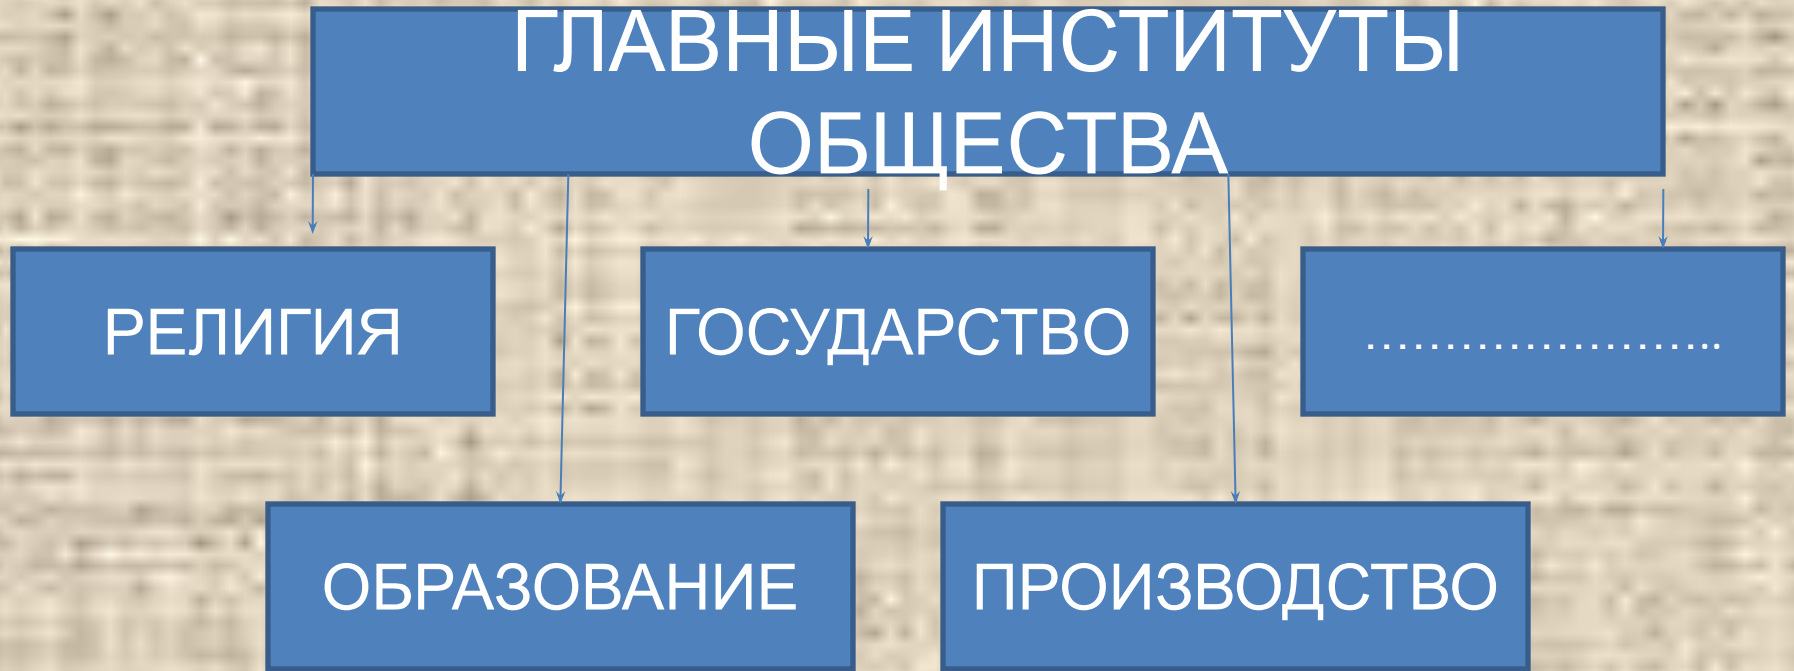 ГЛАВНЫЕ ИНСТИТУТЫ
ОБЩЕСТВА
РЕЛИГИЯ
ГОСУДАРСТВО
……………………..
ОБРАЗОВАНИЕ
ПРОИЗВОДСТВО